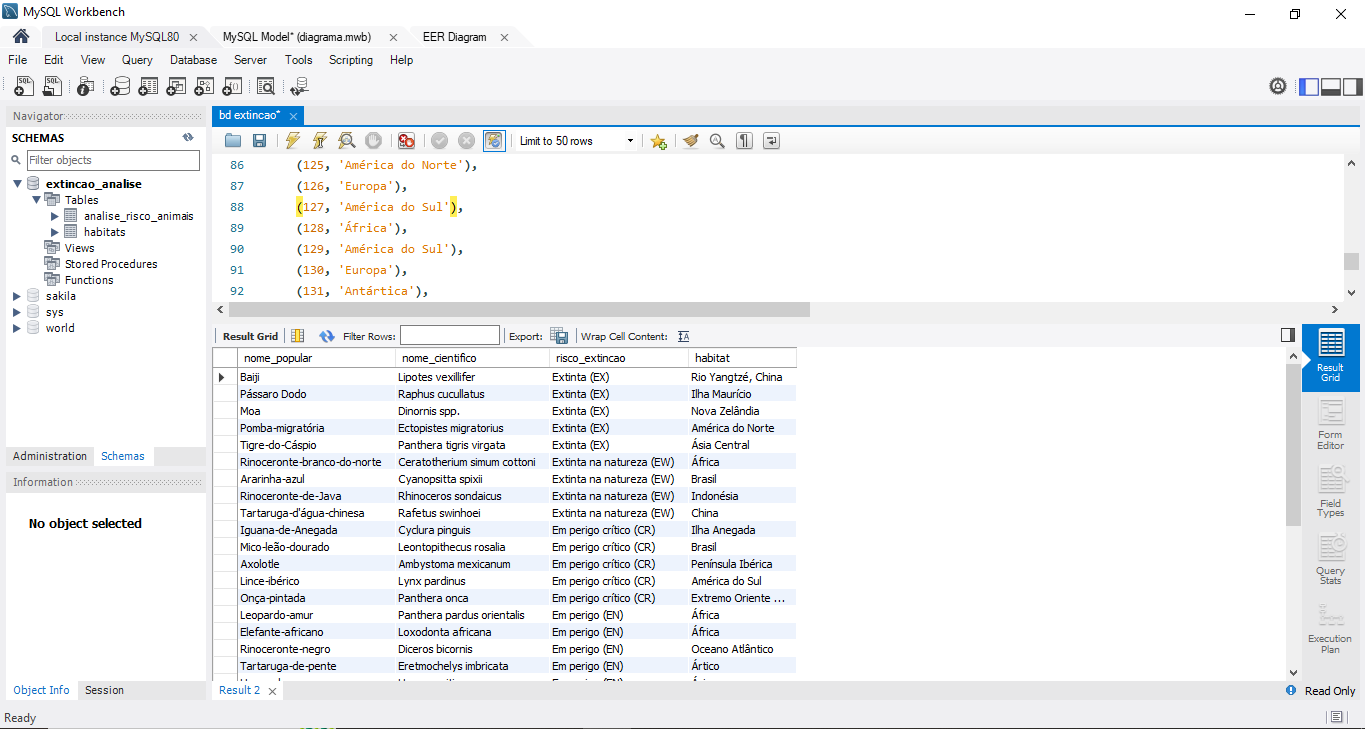 MySQL Workbench
Local instance MySQL80
MySQL Model* (diagrama.mwb)
EER Diagram
File Edit View Query Database Server Tools Scripting Help
Navigator
SCHEMAS
Filter objects
extincao_analise
Tables
analise_risco_animais
habitats
Views
Stored Procedures
Functions
sakila
sys
world
Administration Schemas
Information
No object selected
Object Info Session
bd extincao*
Limit to 50 rows
86 (125, 'América do Norte'),
87 (126, 'Europa'),
88 (127, 'América do Sul'),
89 (128, 'África'),
90 (129, 'América do Sul'),
91 (130, 'Europa'),
92 (131, 'Antártica'),
Result Grid Filter Rows: Export: Wrap Cell Content:
nome_popular nome_cientifico risco_extincao habitat
Baiji Lipotes vexillifer Extinta (EX) Rio Yangtzé, China
Pássaro Dodo Raphus cucullatus Extinta (EX) Ilha Maurício
Moa Dinornis spp. Extinta (EX) Nova Zelândia
Pomba-migratória Ectopistes migratorius Extinta (EX) América do Norte
Tigre-do-Cáspio Panthera tigris virgata Extinta (EX) Ásia Central
Rinoceronte-branco-do-norte Ceratotherium simum cottoni Extinta na natureza (EW) África
Ararinha-azul Cyanopsitta spixii Extinta na natureza (EW) Brasil
Rinoceronte-de-Java Rhinoceros sondaicus Extinta na natureza (EW) Indonésia
Tartaruga-d'água-chinesa Rafetus swinhoei Extinta na natureza (EW) China
Iguana-de-Anegada Cyclura pinguis Em perigo crítico (CR) Ilha Anegada
Mico-leão-dourado Leontopithecus rosalia Em perigo crítico (CR) Brasil
Axolotle Ambystoma mexicanum Em perigo crítico (CR) Península Ibérica
Lince-ibérico Lynx pardinus Em perigo crítico (CR) América do Sul
Onça-pintada Panthera onca Em perigo crítico (CR) Extremo Oriente ...
Leopardo-amur Panthera pardus orientalis Em perigo (EN) África
Elefante-africano Loxodonta africana Em perigo (EN) África
Rinoceronte-negro Diceros bicornis Em perigo (EN) Oceano Atlântico
Tartaruga-de-pente Eretmochelys imbricata Em perigo (EN) Ártico
Result 2
Result
Grid
Form
Editor
Field
Types
Query
Stats
Execution
Plan
Read Only
Ready